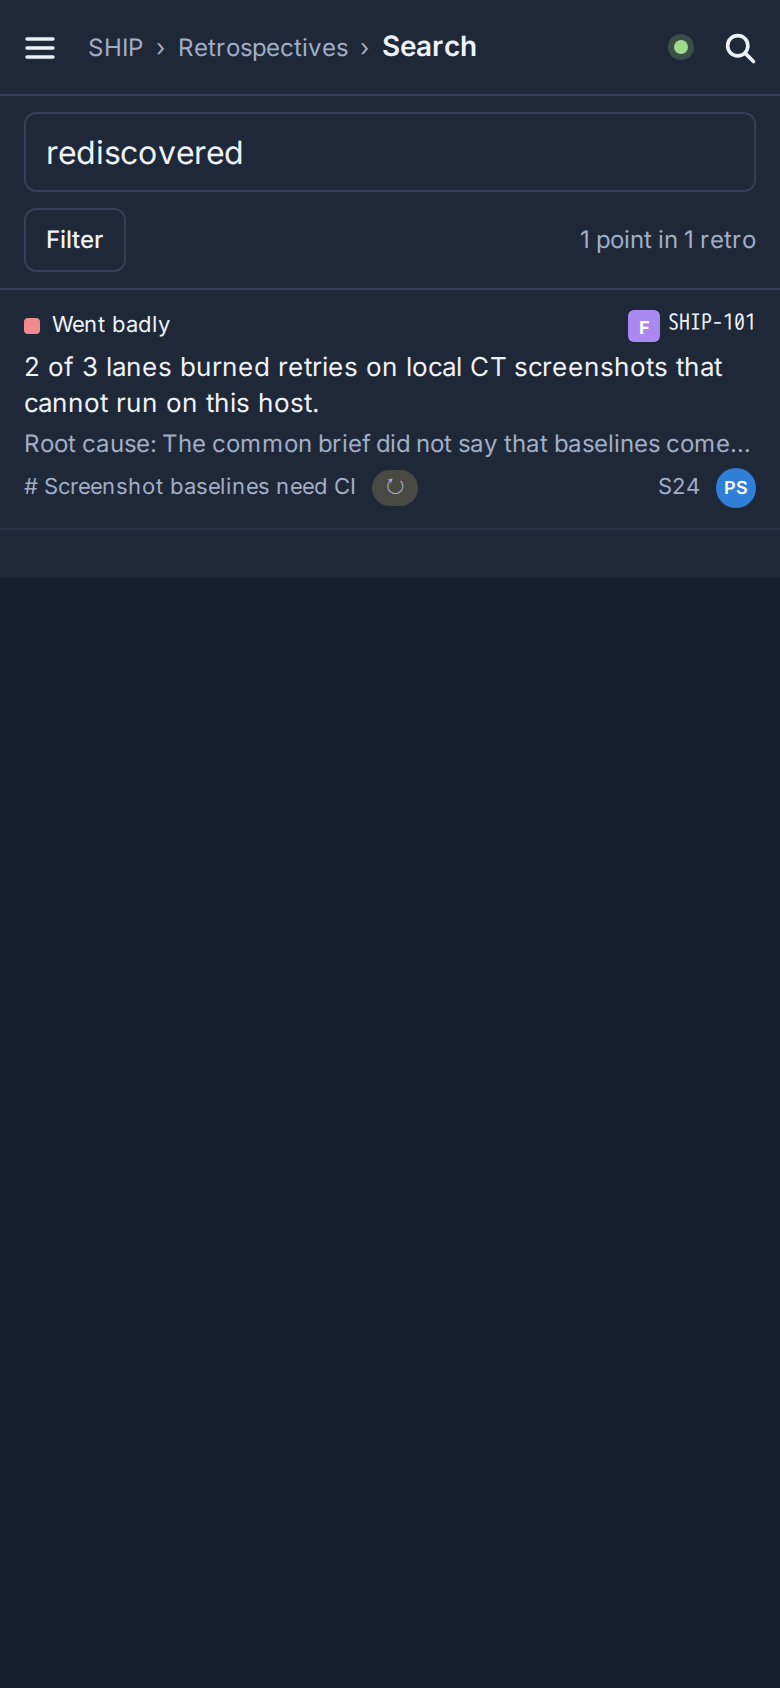 SHIP › Retrospectives › Search
rediscovered
Filter
1 point in 1 retro
Went badly
F SHIP-101
2 of 3 lanes burned retries on local CT screenshots that
cannot run on this host.
Root cause: The common brief did not say that baselines come…
# Screenshot baselines need CI
S24 PS